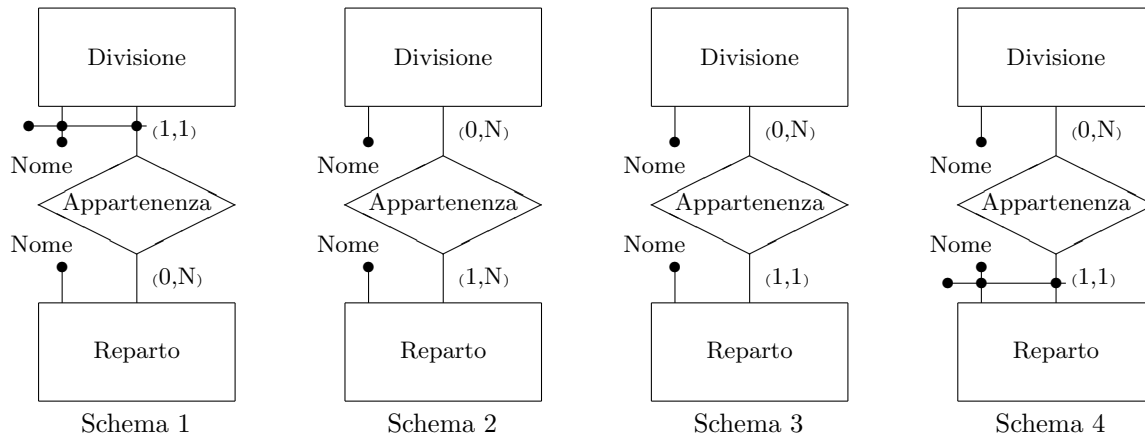 Divisione
(1,1)
Nome
Appartenenza
Nome
(0,N)
Reparto
Schema 1
Divisione
(0,N)
Nome
Appartenenza
Nome
(1,N)
Reparto
Schema 2
Divisione
(0,N)
Nome
Appartenenza
Nome
(1,1)
Reparto
Schema 3
Divisione
(0,N)
Nome
Appartenenza
Nome
(1,1)
Reparto
Schema 4